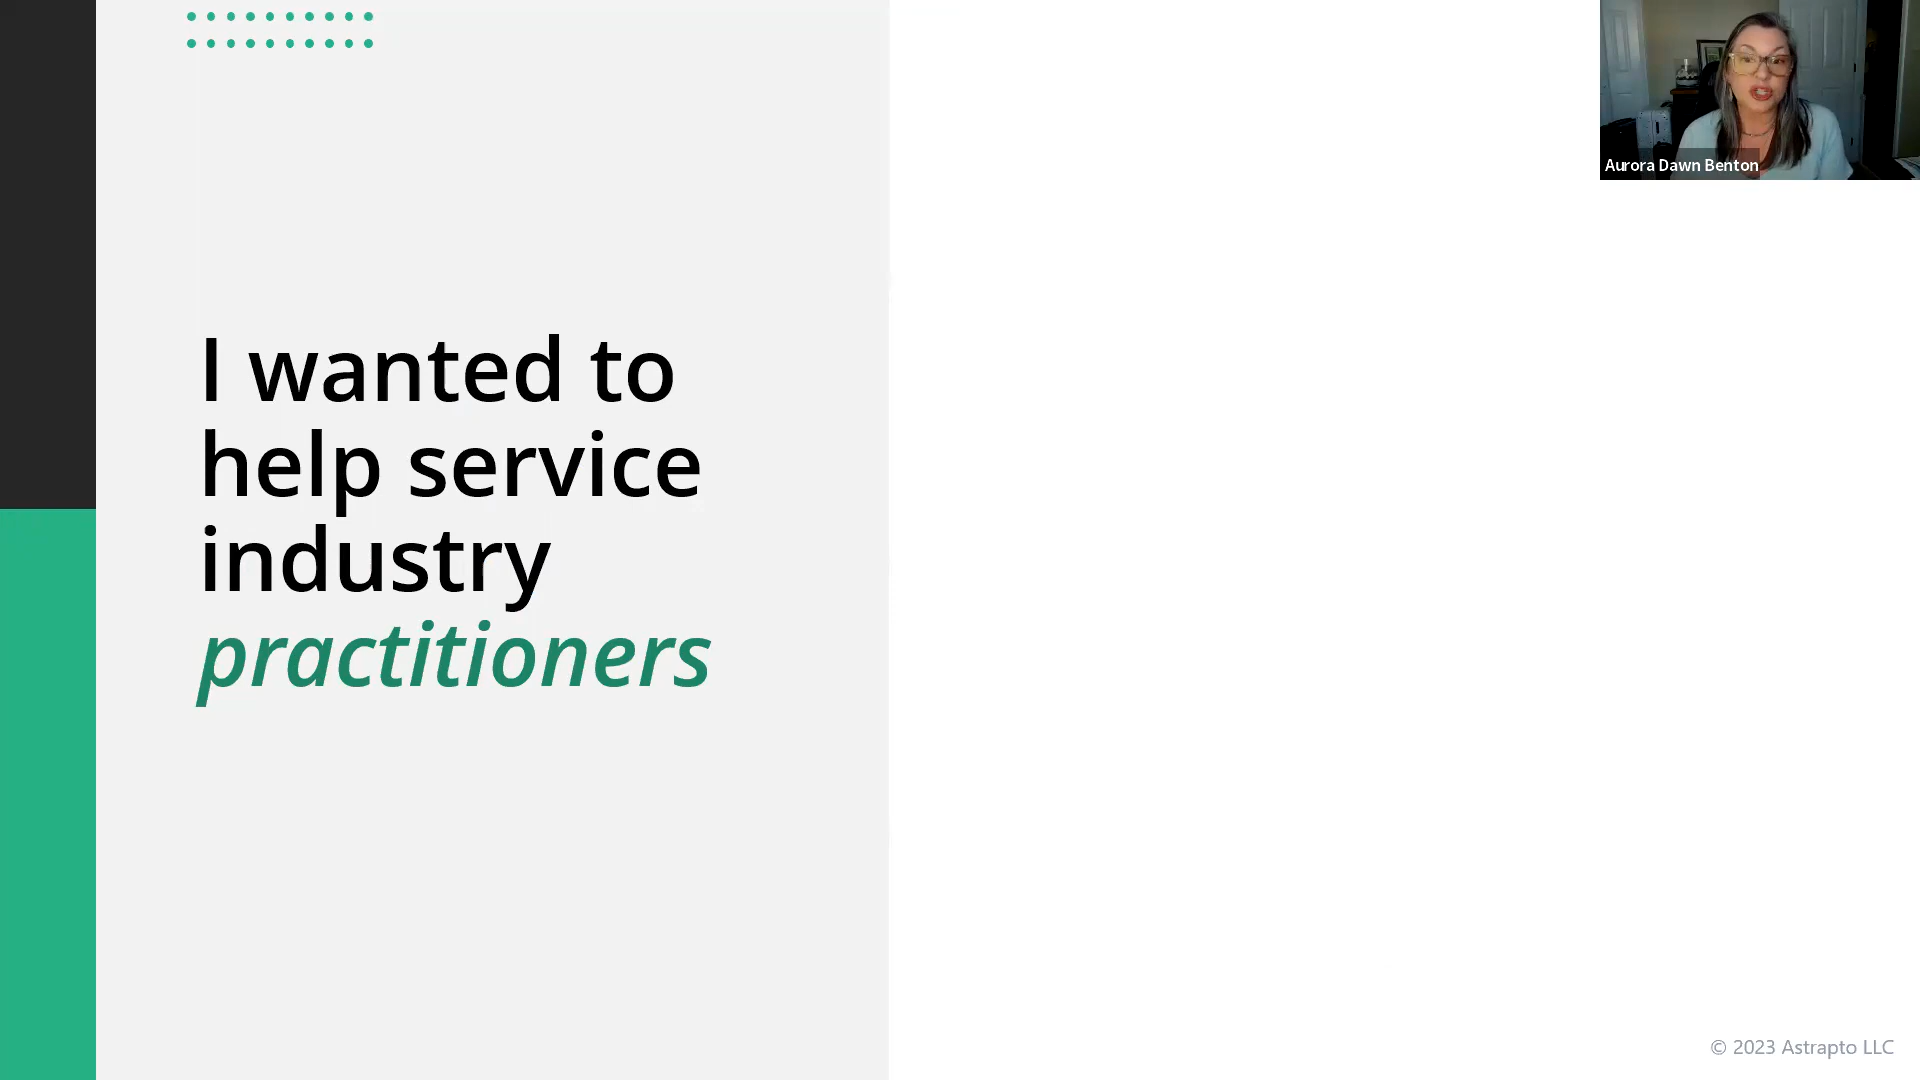 I wanted to
help service
industry
practitioners
Aurora Dawn Benton
© 2023 Astrapto LLC